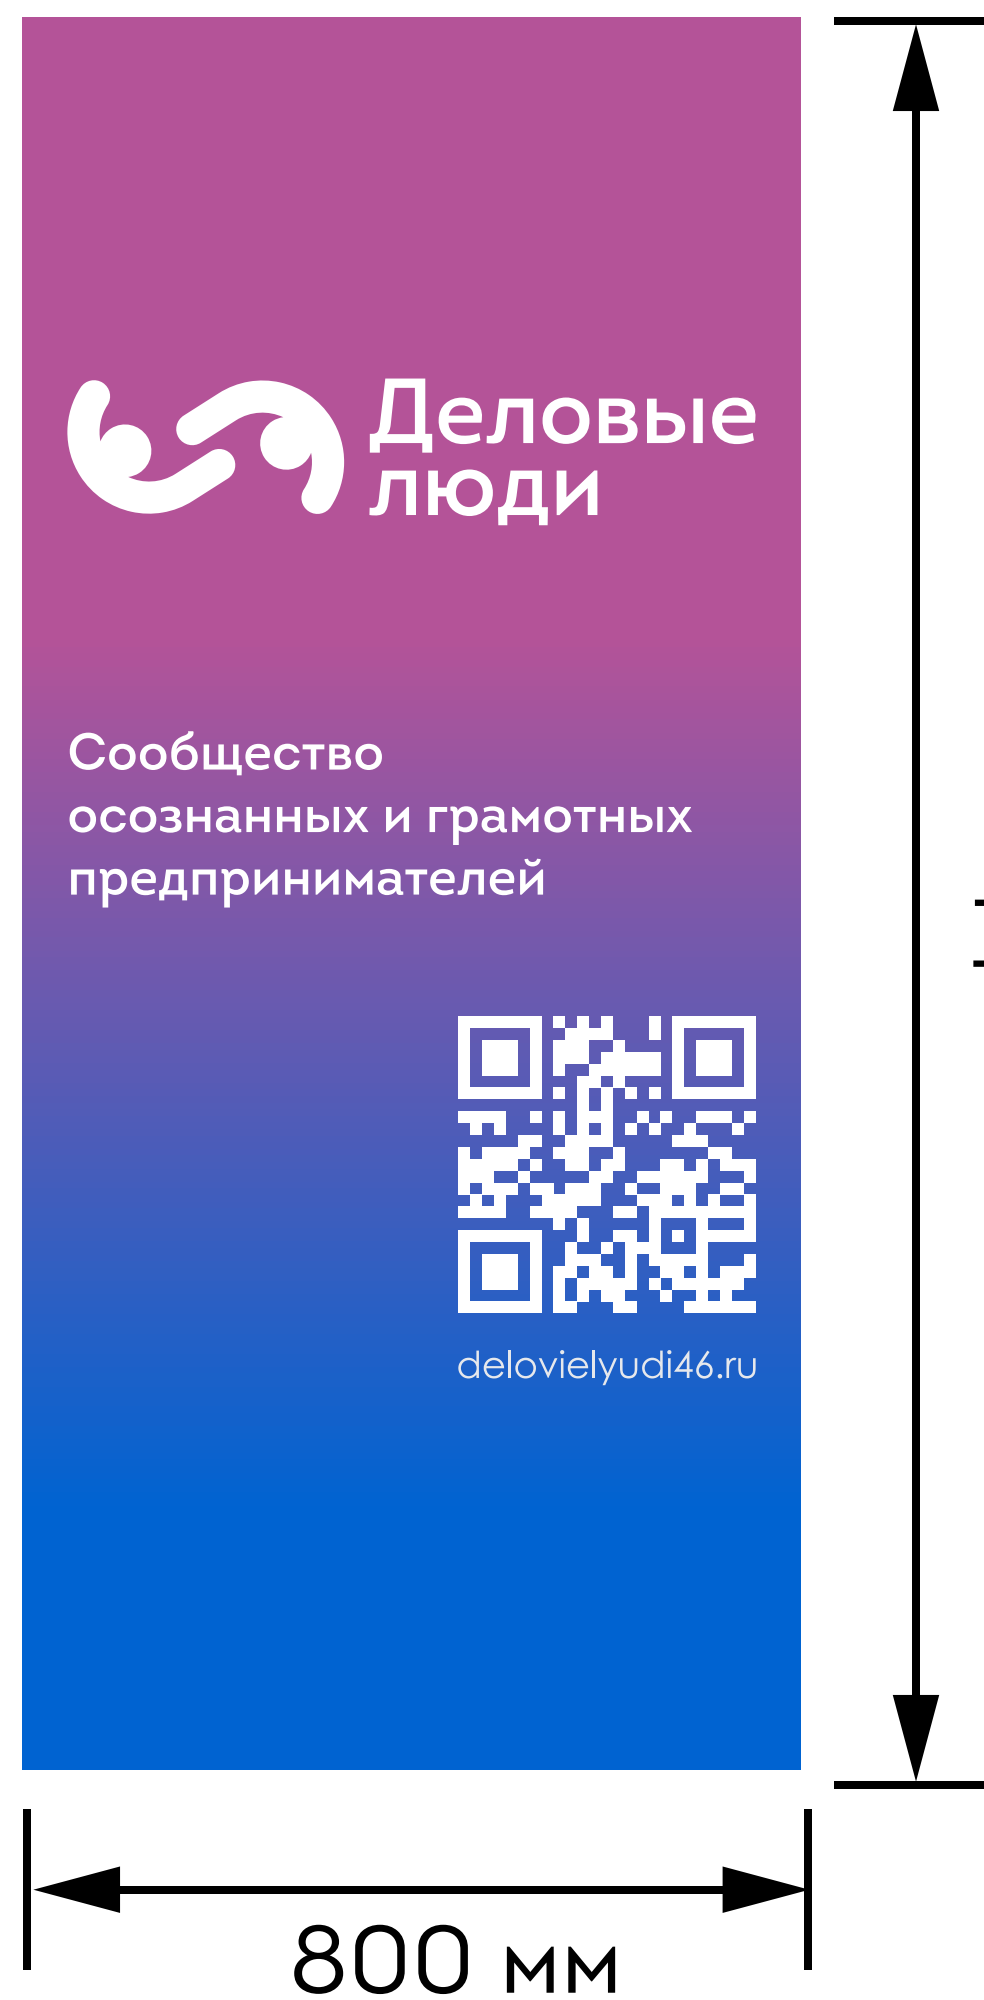 Деловые
люди
Сообщество
осознанных и грамотных
предпринимателей
delovielyudi46.ru
800 мм